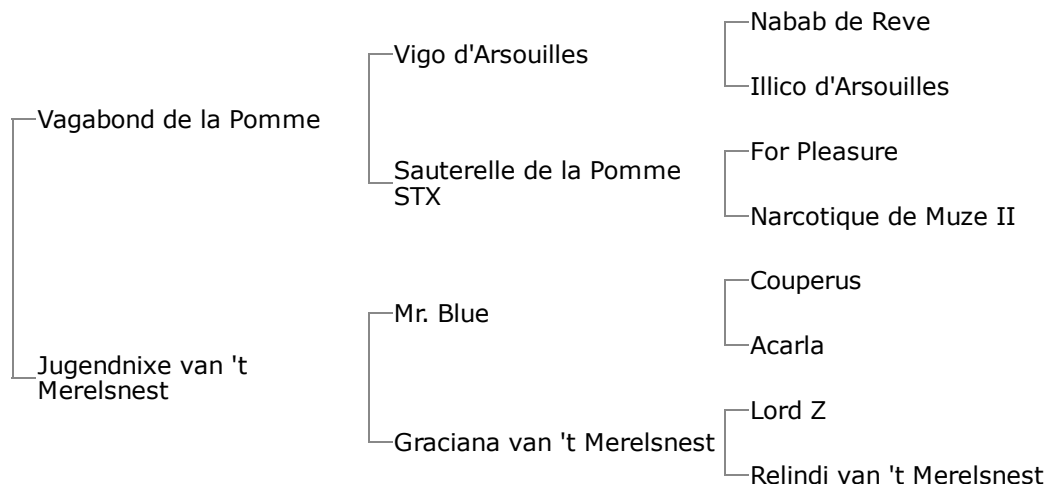 Nabab de Reve
Vigo d'Arsouilles
Illico d'Arsouilles
Vagabond de la Pomme
For Pleasure
Sauterelle de la Pomme
STX
Narcotique de Muze II
Couperus
Mr. Blue
Acarla
Jugendnixe van 't
Merelsnest
Lord Z
Graciana van 't Merelsnest
Relindi van 't Merelsnest